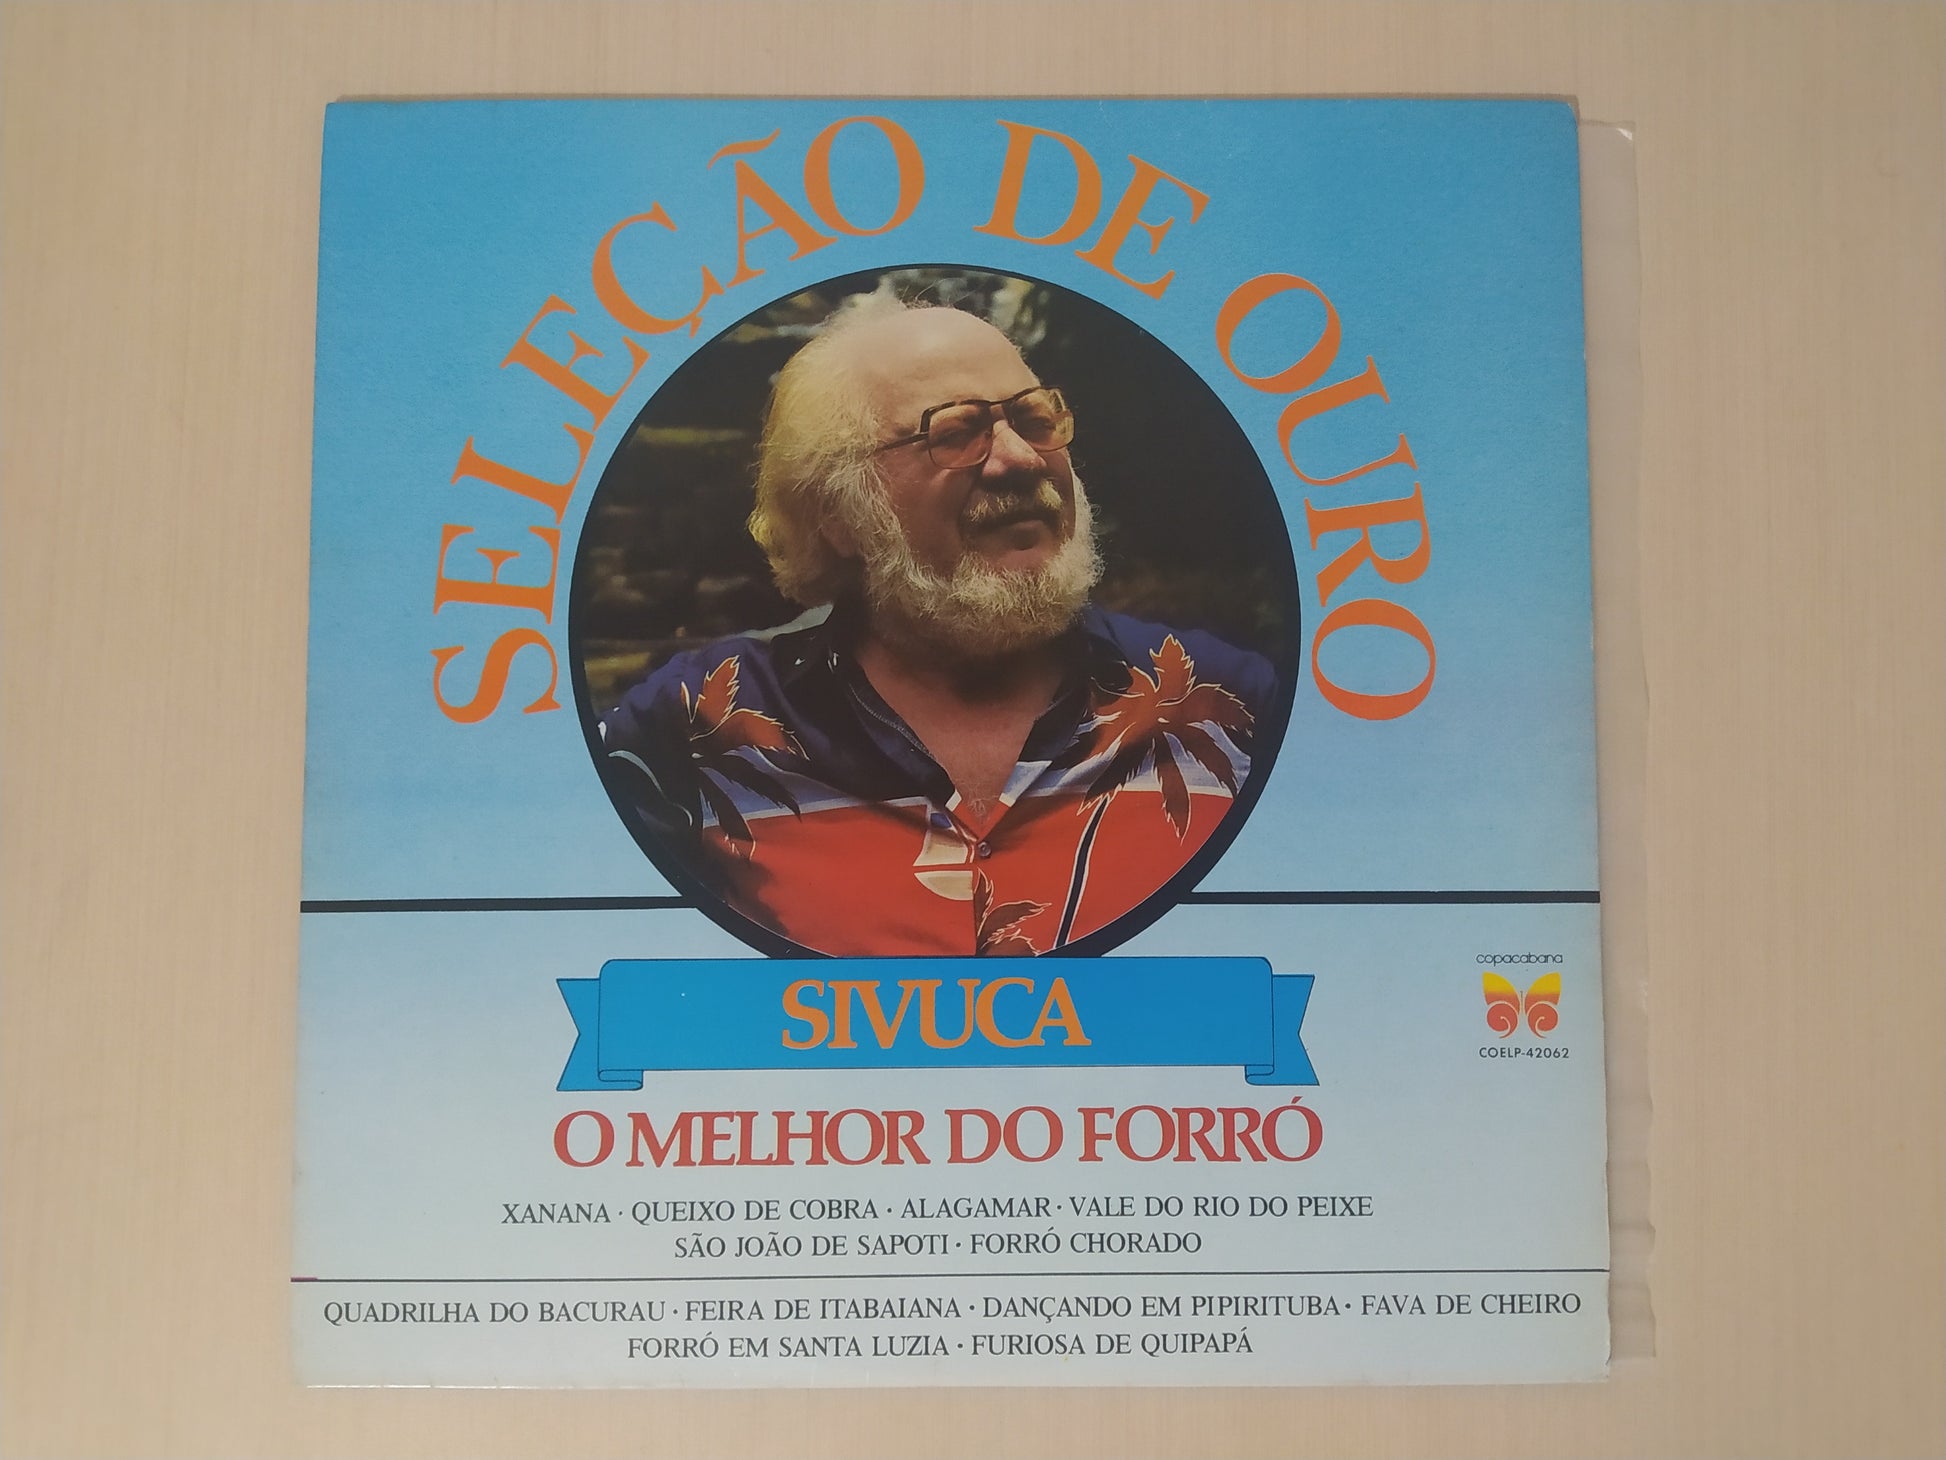 SELEÇÃO DE OURO
SIVUCA
copacabana
COELP-42062
O MELHOR DO FORRÓ
XANANA · QUEIXO DE COBRA · ALAGAMAR · VALE DO RIO DO PEIXE
SÃO JOÃO DE SAPOTI · FORRÓ CHORADO
QUADRILHA DO BACURAU · FEIRA DE ITABAIANA · DANÇANDO EM PIPIRITUBA · FAVA DE CHEIRO
FORRÓ EM SANTA LUZIA · FURIOSA DE QUIPAPÁ